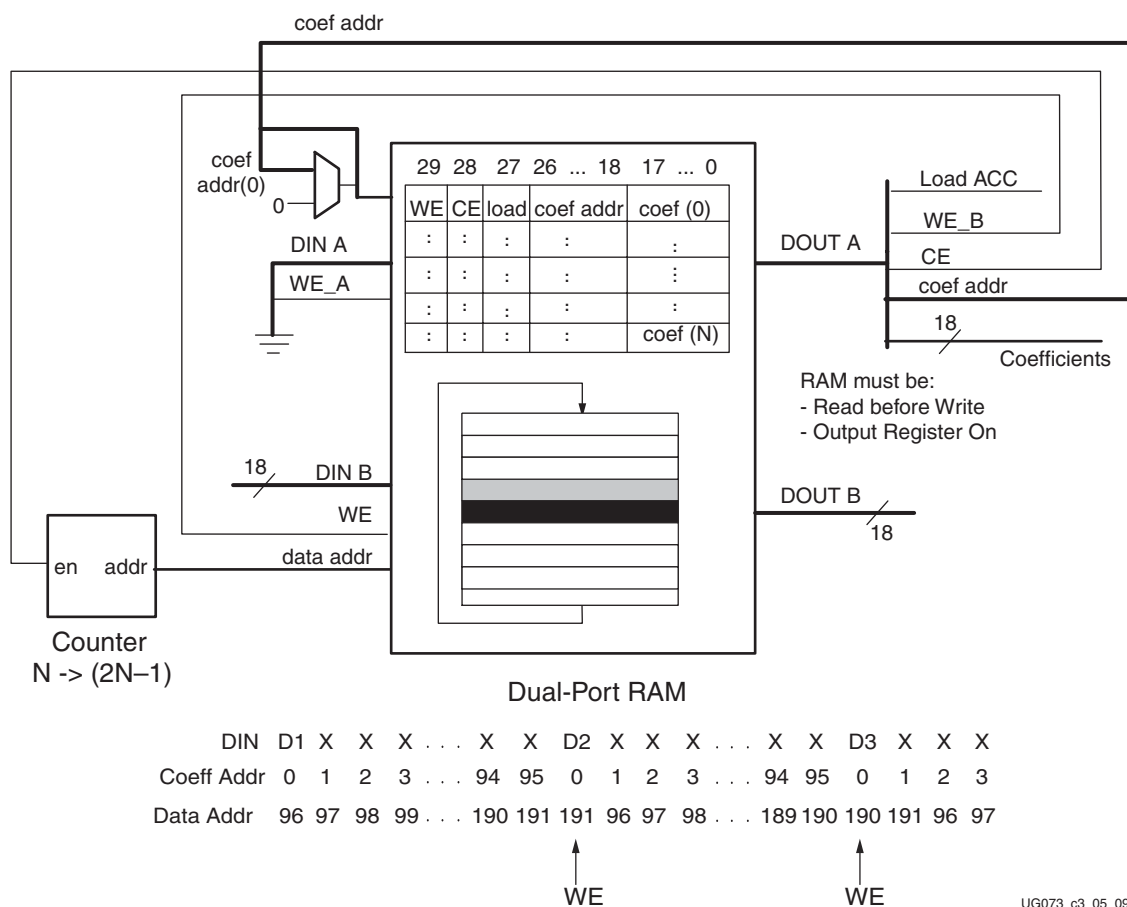 coef addr
coef
addr(0)
0
29 28 27 26 ... 18 17 ... 0
WE CE load coef addr coef (0)
: : : : :
: : : : :
: : : : :
: : : : coef (N)
DIN A
WE_A
DOUT A
Load ACC
WE_B
CE
coef addr
18
Coefficients
RAM must be:
- Read before Write
- Output Register On
18
DIN B
WE
data addr
DOUT B
18
en addr
Counter
N -> (2N–1)
Dual-Port RAM
DIN D1 X X X . . . X X D2 X X X . . . X X D3 X X X
Coeff Addr 0 1 2 3 . . . 94 95 0 1 2 3 . . . 94 95 0 1 2 3
Data Addr 96 97 98 99 . . . 190 191 191 96 97 98 . . . 189 190 190 191 96 97
WE WE
UG073_c3_05_09